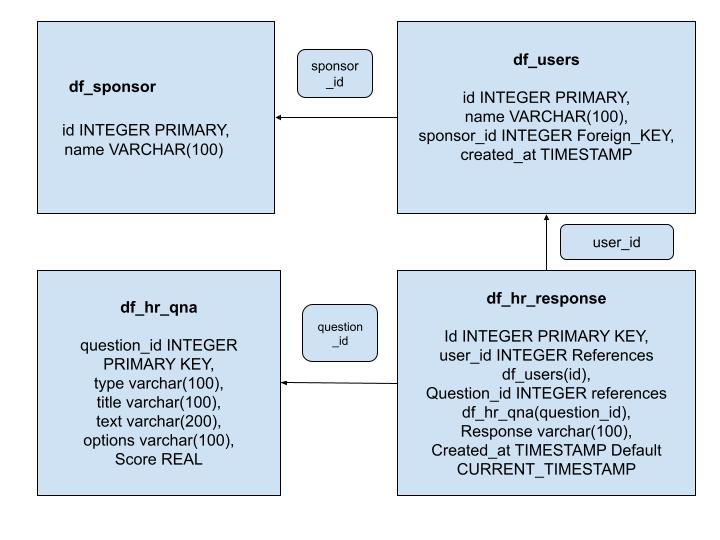 df_sponsor
id INTEGER PRIMARY,
name VARCHAR(100)
sponsor
_id
df_users
id INTEGER PRIMARY,
name VARCHAR(100),
sponsor_id INTEGER Foreign_KEY,
created_at TIMESTAMP
user_id
df_hr_qna
question_id INTEGER
PRIMARY KEY,
type varchar(100),
title varchar(100),
text varchar(200),
options varchar(100),
Score REAL
question
_id
df_hr_response
Id INTEGER PRIMARY KEY,
user_id INTEGER References
df_users(id),
Question_id INTEGER references
df_hr_qna(question_id),
Response varchar(100),
Created_at TIMESTAMP Default
CURRENT_TIMESTAMP